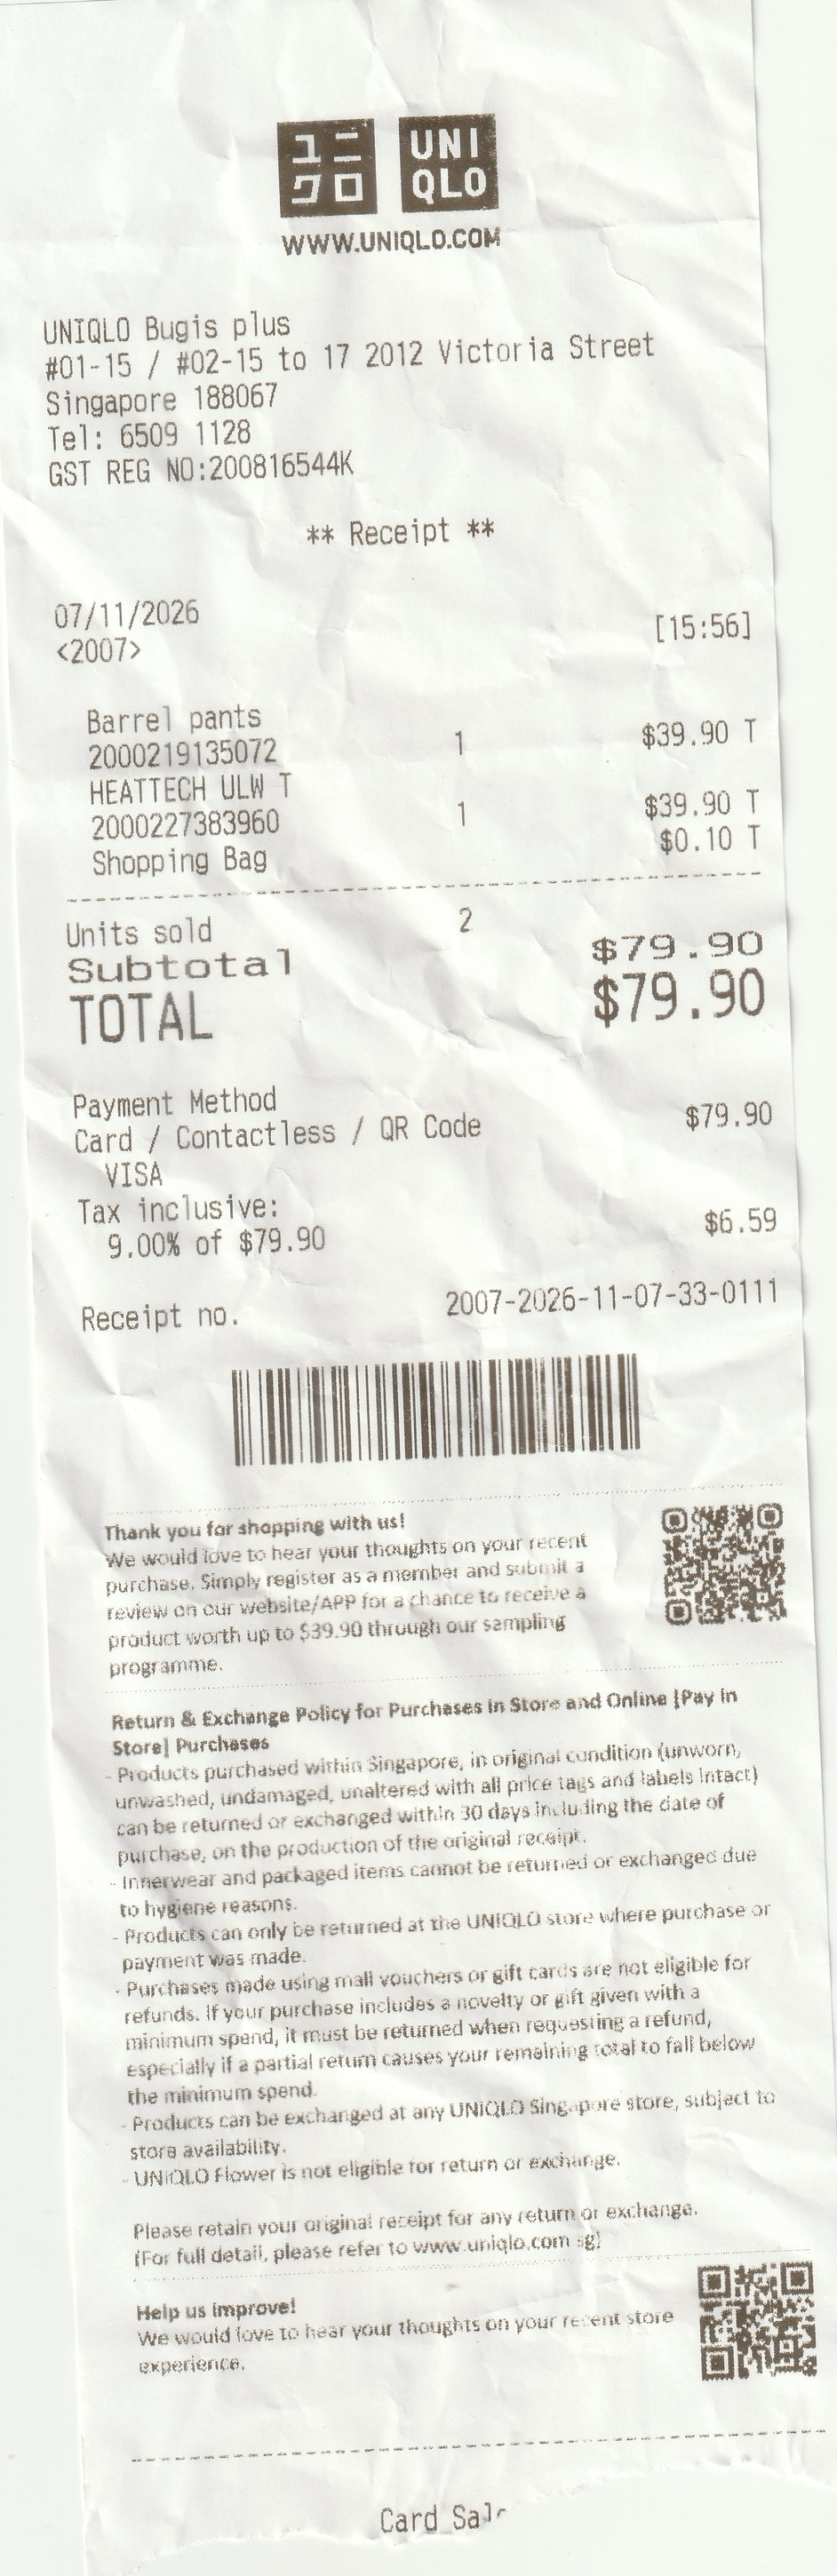 ユニ UNI
クロ QLO
WWW.UNIQLO.COM
UNIQLO Bugis plus
#01-15 / #02-15 to 17 2012 Victoria Street
Singapore 188067
Tel: 6509 1128
GST REG NO:200816544K
** Receipt **
07/11/2026 [15:56]
<2007>
Barrel pants
2000219135072 1 $39.90 T
HEATTECH ULW T
2000227383960 1 $39.90 T
Shopping Bag $0.10 T
Units sold 2
Subtotal $79.90
TOTAL $79.90
Payment Method
Card / Contactless / QR Code $79.90
VISA
Tax inclusive:
9.00% of $79.90 $6.59
Receipt no. 2007-2026-11-07-33-0111
Thank you for shopping with us!
We would love to hear your thoughts on your recent
purchase. Simply register as a member and submit a
review on our website/APP for a chance to receive a
product worth up to $39.90 through our sampling
programme.
Return & Exchange Policy for Purchases in Store and Online [Pay in
Store] Purchases
- Products purchased within Singapore, in original condition (unworn,
unwashed, undamaged, unaltered with all price tags and labels intact)
can be returned or exchanged within 30 days including the date of
purchase, on the production of the original receipt.
- Innerwear and packaged items cannot be returned or exchanged due
to hygiene reasons.
- Products can only be returned at the UNIQLO store where purchase or
payment was made.
- Purchases made using mall vouchers or gift cards are not eligible for
refunds. If your purchase includes a novelty or gift given with a
minimum spend, it must be returned when requesting a refund,
especially if a partial return causes your remaining total to fall below
the minimum spend.
- Products can be exchanged at any UNIQLO Singapore store, subject to
store availability.
- UNIQLO Flower is not eligible for return or exchange.
Please retain your original receipt for any return or exchange.
(For full detail, please refer to www.uniqlo.com/sg)
Help us improve!
We would love to hear your thoughts on your recent store
experience.
Card Sale